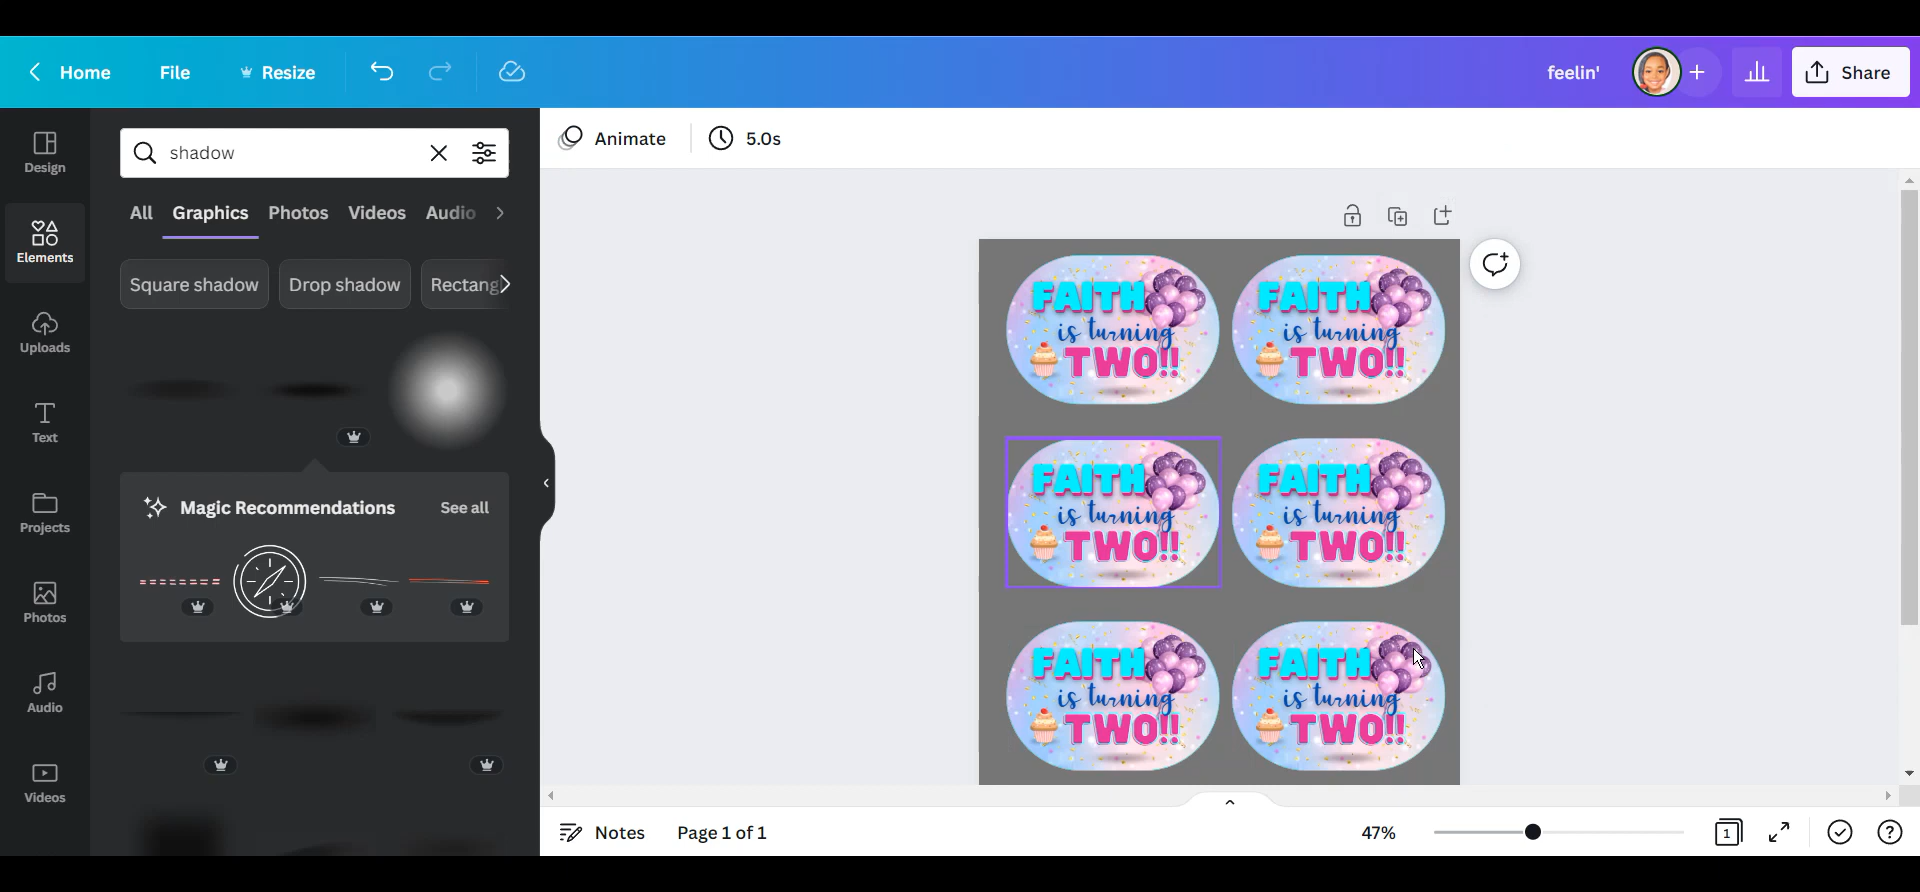 Home File Resize feelin' Share
Design
Elements
Uploads
Text
Projects
Photos
Audio
Videos
shadow
All Graphics Photos Videos Audio
Square shadow Drop shadow Rectang
Magic Recommendations See all
Animate 5.0s
FAITH
is turning
TWO!!
FAITH
is turning
TWO!!
FAITH
is turning
TWO!!
FAITH
is turning
TWO!!
FAITH
is turning
TWO!!
FAITH
is turning
TWO!!
Notes Page 1 of 1 47% 1 ?